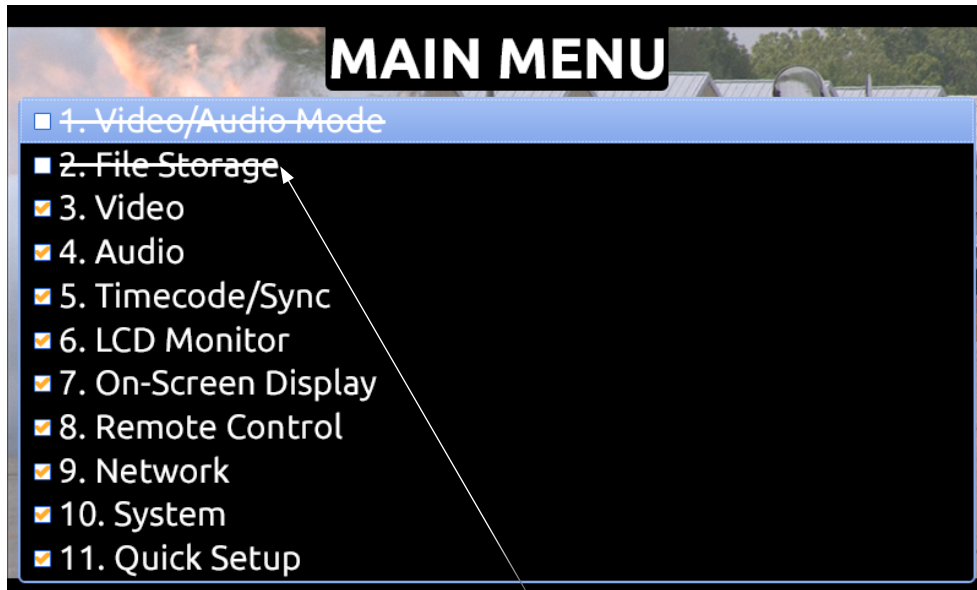 MAIN MENU
1. Video/Audio Mode
2. File Storage
3. Video
4. Audio
5. Timecode/Sync
6. LCD Monitor
7. On-Screen Display
8. Remote Control
9. Network
10. System
11. Quick Setup